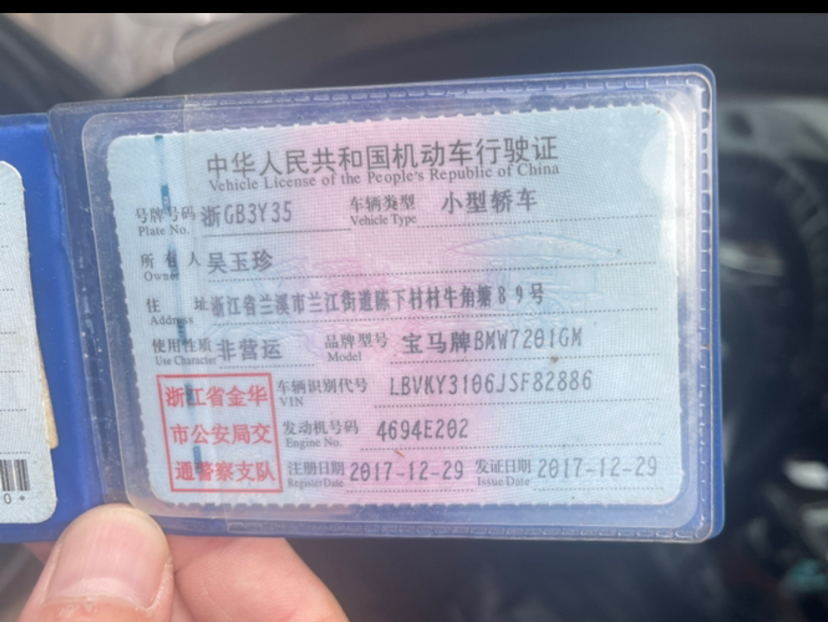 中华人民共和国机动车行驶证
Vehicle License of the People's Republic of China
号牌号码 浙GB3Y35 车辆类型 小型轿车
Plate No. Vehicle Type
所有人 吴玉珍
Owner
住址 浙江省兰溪市兰江街道陈下村村牛角塘89号
Address
使用性质 非营运 品牌型号 宝马牌BMW7201GM
Use Character Model
浙江省金华
市公安局交
通警察支队
车辆识别代号 LBVKY3106JSF82886
VIN
发动机号码 4694E202
Engine No.
注册日期 2017-12-29 发证日期 2017-12-29
Register Date Issue Date